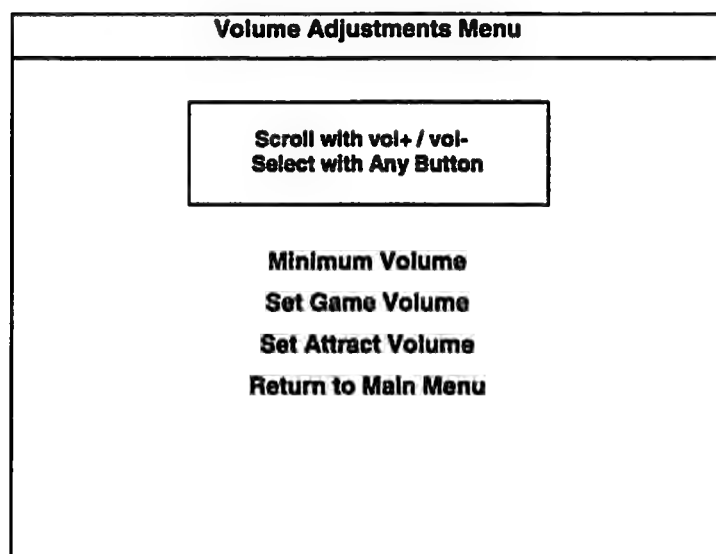 Volume Adjustments Menu
Scroll with vol+ / vol-
Select with Any Button
Minimum Volume
Set Game Volume
Set Attract Volume
Return to Main Menu